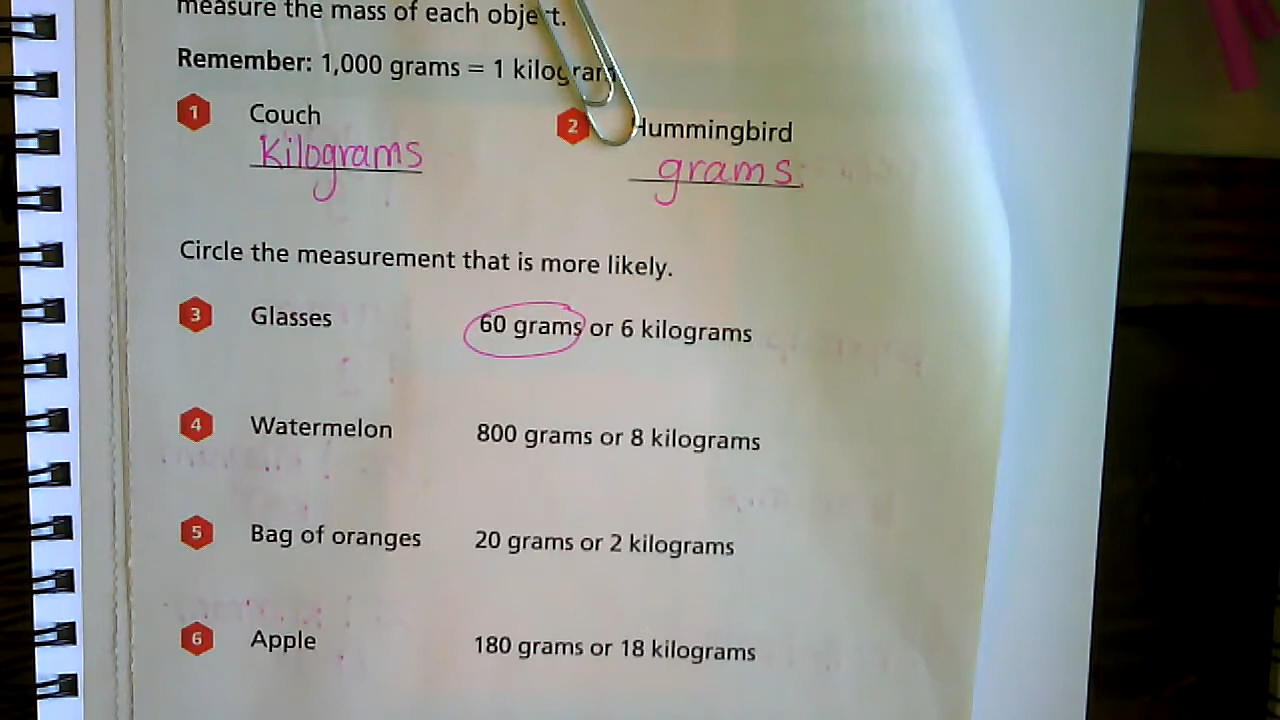 measure the mass of each object.
Remember: 1,000 grams = 1 kilogram
1 Couch
Kilograms
2 Hummingbird
grams
Circle the measurement that is more likely.
3 Glasses 60 grams or 6 kilograms
4 Watermelon 800 grams or 8 kilograms
5 Bag of oranges 20 grams or 2 kilograms
6 Apple 180 grams or 18 kilograms